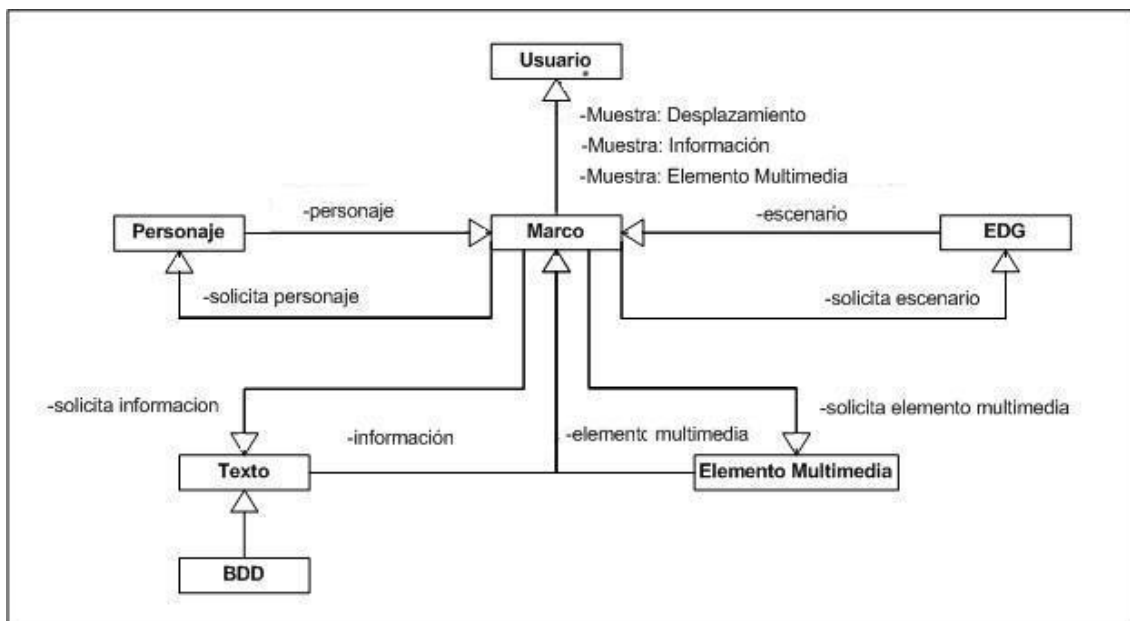 Usuario
-Muestra: Desplazamiento
-Muestra: Información
-Muestra: Elemento Multimedia
-personaje
-escenario
Personaje
Marco
EDG
-solicita personaje
-solicita escenario
-solicita informacion
-solicita elemento multimedia
-información
-elemento multimedia
Texto
Elemento Multimedia
BDD